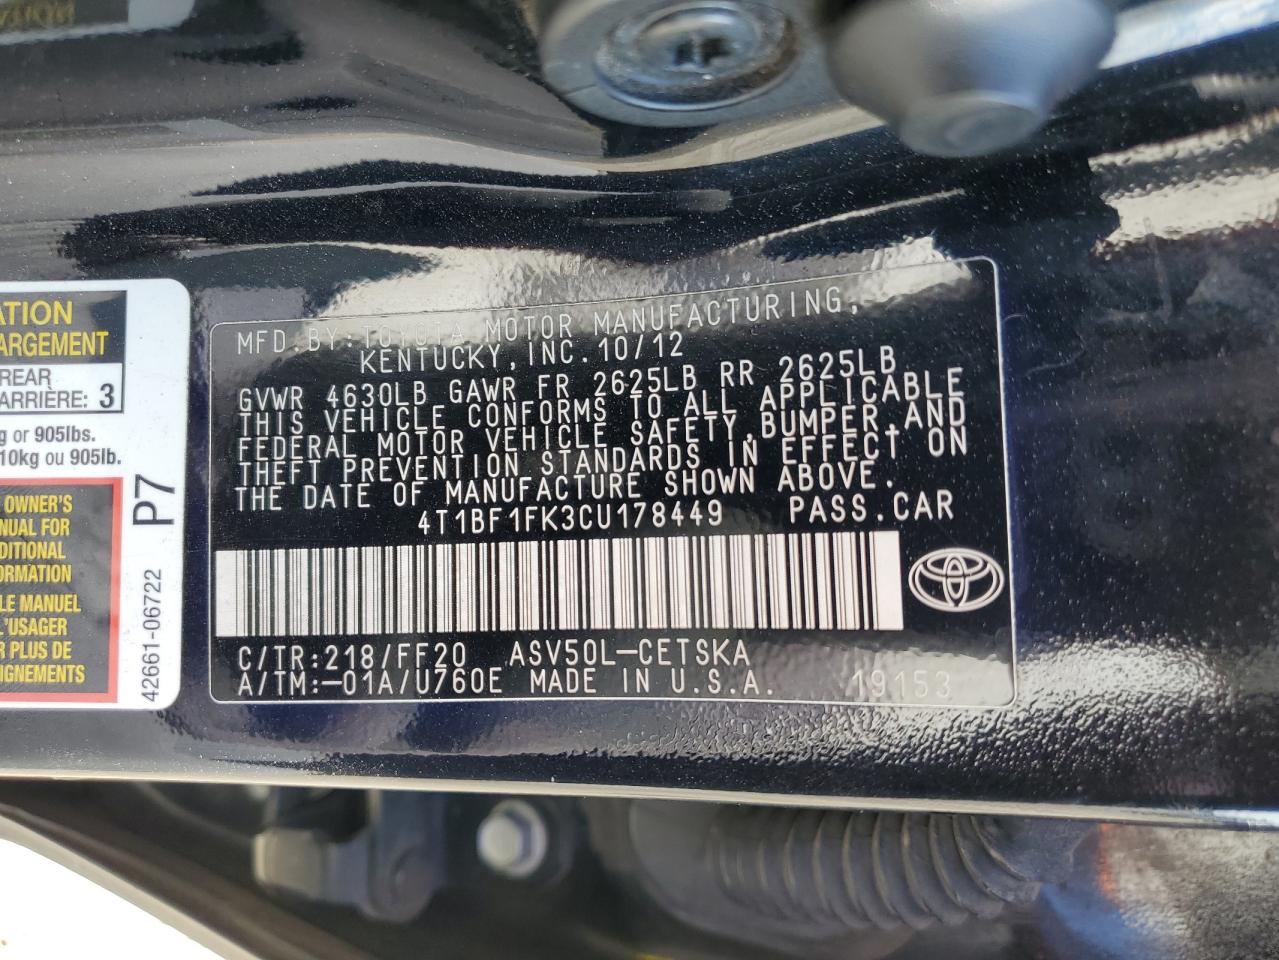 ATION
ARGEMENT
REAR
ARRIÈRE: 3
g or 905lbs.
10kg ou 905lb.
OWNER'S
NUAL FOR
DITIONAL
ORMATION
LE MANUEL
L'USAGER
R PLUS DE
IGNEMENTS
P7
42661-06722
MFD.BY:TOYOTA MOTOR MANUFACTURING,
KENTUCKY,INC.10/12
GVWR 4630LB GAWR FR 2625LB RR 2625LB
THIS VEHICLE CONFORMS TO ALL APPLICABLE
FEDERAL MOTOR VEHICLE SAFETY,BUMPER,AND
THEFT PREVENTION STANDARDS IN EFFECT ON
THE DATE OF MANUFACTURE SHOWN ABOVE.
4T1BF1FK3CU178449 PASS.CAR
C/TR:218/FF20 ASV50L-CETSKA
A/TM:-01A/U760E MADE IN U.S.A. 19153